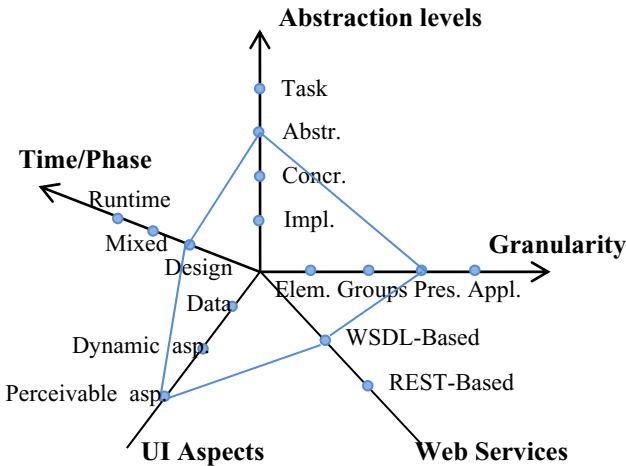 Abstraction levels
Task
Abstr.
Time/Phase
Concr.
Runtime
Impl.
Mixed
Granularity
Design
Elem. Groups Pres. Appl.
Data
WSDL-Based
Dynamic asp.
REST-Based
Perceivable asp.
UI Aspects
Web Services